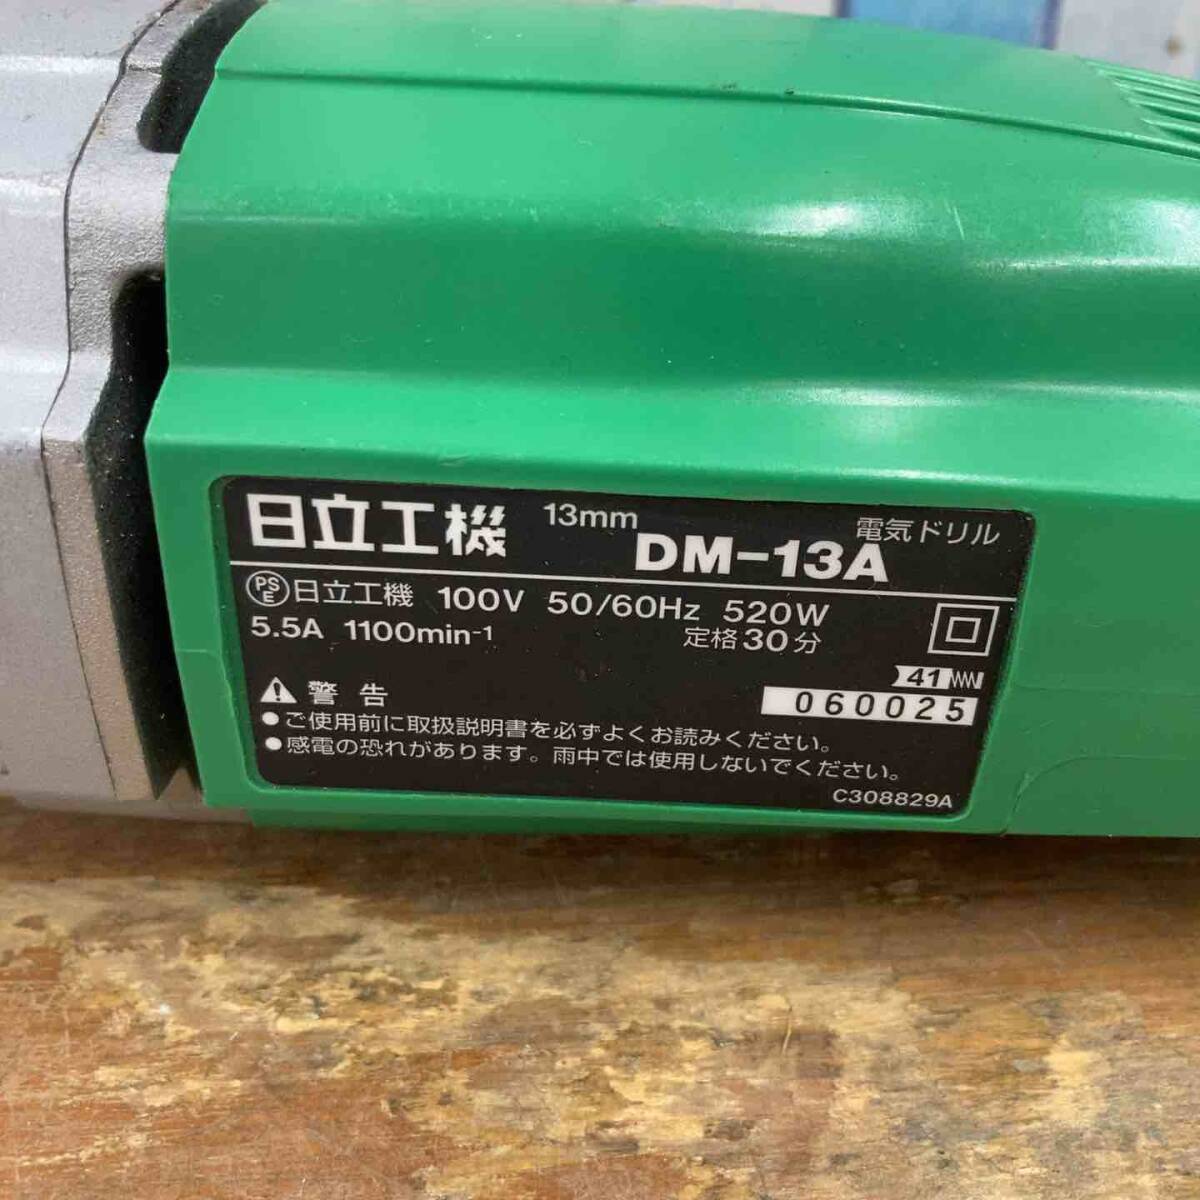 日立工機 13mm DM-13A 電気ドリル
PSE 日立工機 100V 50/60Hz 520W
5.5A 1100min-1 定格30分
41
060025
警告
●ご使用前に取扱説明書を必ずよくお読みください。
●感電の恐れがあります。雨中では使用しないでください。
C308829A